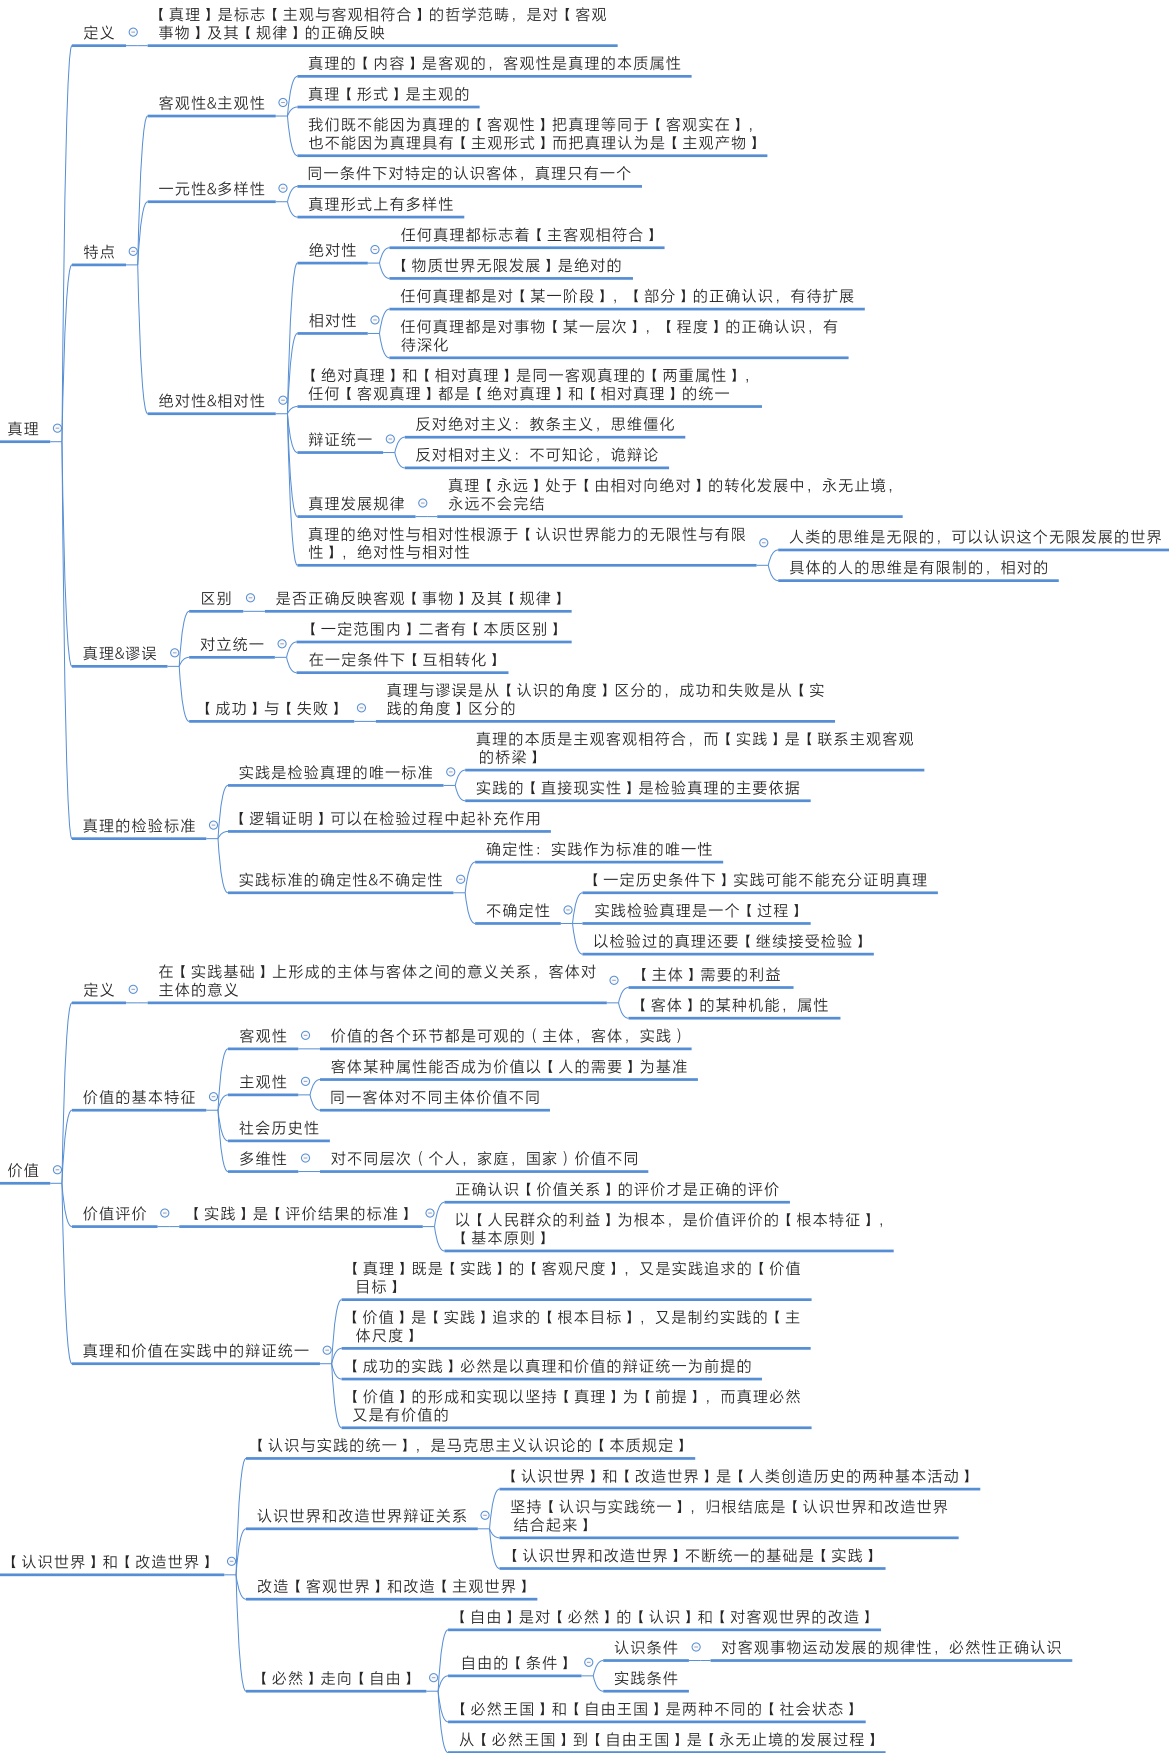 【真理】是标志【主观与客观相符合】的哲学范畴，是对【客观
事物】及其【规律】的正确反映
定义
真理的【内容】是客观的，客观性是真理的本质属性
客观性&主观性
真理【形式】是主观的
我们既不能因为真理的【客观性】把真理等同于【客观实在】，
也不能因为真理具有【主观形式】而把真理认为是【主观产物】
同一条件下对特定的认识客体，真理只有一个
一元性&多样性
真理形式上有多样性
特点
任何真理都标志着【主客观相符合】
绝对性
【物质世界无限发展】是绝对的
任何真理都是对【某一阶段】，【部分】的正确认识，有待扩展
相对性
任何真理都是对事物【某一层次】，【程度】的正确认识，有
待深化
【绝对真理】和【相对真理】是同一客观真理的【两重属性】，
任何【客观真理】都是【绝对真理】和【相对真理】的统一
绝对性&相对性
反对绝对主义：教条主义，思维僵化
辩证统一
反对相对主义：不可知论，诡辩论
真理
真理【永远】处于【由相对向绝对】的转化发展中，永无止境，
永远不会完结
真理发展规律
真理的绝对性与相对性根源于【认识世界能力的无限性与有限
性】，绝对性与相对性
人类的思维是无限的，可以认识这个无限发展的世界
具体的人的思维是有限制的，相对的
区别
是否正确反映客观【事物】及其【规律】
【一定范围内】二者有【本质区别】
对立统一
在一定条件下【互相转化】
真理&谬误
真理与谬误是从【认识的角度】区分的，成功和失败是从【实
践的角度】区分的
【成功】与【失败】
真理的本质是主观客观相符合，而【实践】是【联系主观客观
的桥梁】
实践是检验真理的唯一标准
实践的【直接现实性】是检验真理的主要依据
真理的检验标准
【逻辑证明】可以在检验过程中起补充作用
确定性：实践作为标准的唯一性
实践标准的确定性&不确定性
【一定历史条件下】实践可能不能充分证明真理
不确定性
实践检验真理是一个【过程】
以检验过的真理还要【继续接受检验】
在【实践基础】上形成的主体与客体之间的意义关系，客体对
主体的意义
定义
【主体】需要的利益
【客体】的某种机能，属性
客观性
价值的各个环节都是可观的（主体，客体，实践）
客体某种属性能否成为价值以【人的需要】为基准
主观性
同一客体对不同主体价值不同
价值的基本特征
社会历史性
多维性
对不同层次（个人，家庭，国家）价值不同
价值
正确认识【价值关系】的评价才是正确的评价
价值评价
【实践】是【评价结果的标准】
以【人民群众的利益】为根本，是价值评价的【根本特征】，
【基本原则】
【真理】既是【实践】的【客观尺度】，又是实践追求的【价值
目标】
【价值】是【实践】追求的【根本目标】，又是制约实践的【主
体尺度】
真理和价值在实践中的辩证统一
【成功的实践】必然是以真理和价值的辩证统一为前提的
【价值】的形成和实现以坚持【真理】为【前提】，而真理必然
又是有价值的
【认识与实践的统一】，是马克思主义认识论的【本质规定】
【认识世界】和【改造世界】是【人类创造历史的两种基本活动】
认识世界和改造世界辩证关系
坚持【认识与实践统一】，归根结底是【认识世界和改造世界
结合起来】
【认识世界和改造世界】不断统一的基础是【实践】
【认识世界】和【改造世界】
改造【客观世界】和改造【主观世界】
【自由】是对【必然】的【认识】和【对客观世界的改造】
认识条件
对客观事物运动发展的规律性，必然性正确认识
自由的【条件】
实践条件
【必然】走向【自由】
【必然王国】和【自由王国】是两种不同的【社会状态】
从【必然王国】到【自由王国】是【永无止境的发展过程】